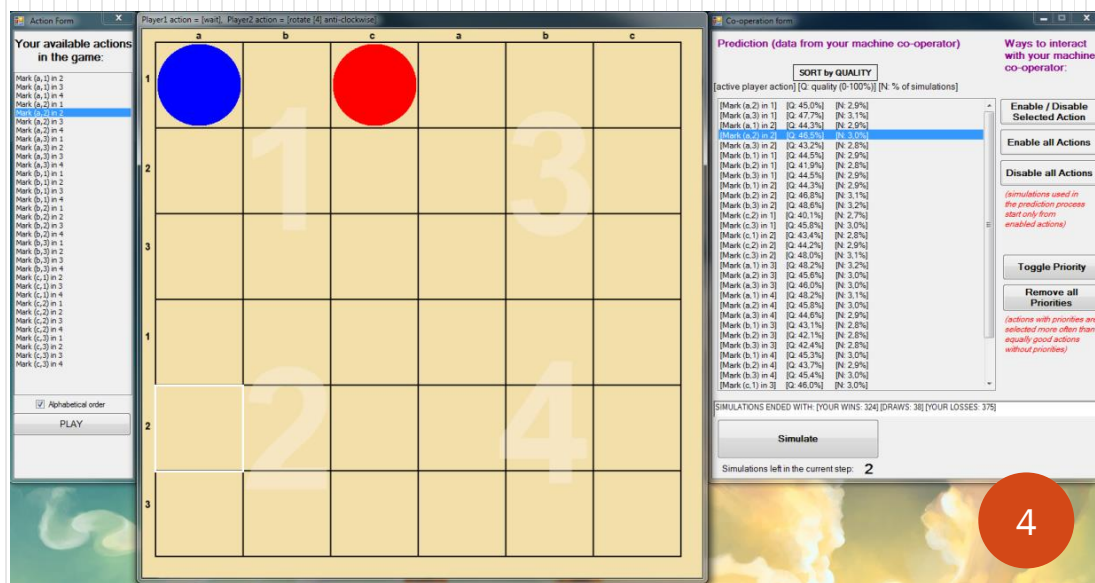 Action Form
X
Your available actions
in the game:
Mark (a,1) in 2
Mark (a,1) in 3
Mark (a,1) in 4
Mark (a,2) in 1
Mark (a,2) in 2
Mark (a,2) in 3
Mark (a,2) in 4
Mark (a,3) in 1
Mark (a,3) in 2
Mark (a,3) in 3
Mark (a,3) in 4
Mark (b,1) in 1
Mark (b,1) in 2
Mark (b,1) in 3
Mark (b,1) in 4
Mark (b,2) in 1
Mark (b,2) in 2
Mark (b,2) in 3
Mark (b,2) in 4
Mark (b,3) in 1
Mark (b,3) in 2
Mark (b,3) in 3
Mark (b,3) in 4
Mark (c,1) in 2
Mark (c,1) in 3
Mark (c,1) in 4
Mark (c,2) in 1
Mark (c,2) in 2
Mark (c,2) in 3
Mark (c,2) in 4
Mark (c,3) in 1
Mark (c,3) in 2
Mark (c,3) in 3
Mark (c,3) in 4
Alphabetical order
PLAY
Player1 action = [wait], Player2 action = [rotate [4] anti-clockwise]
a b c a b c
1
2
3
1
2
3
1 3
2 4
Co-operation form
Prediction (data from your machine co-operator)
SORT by QUALITY
[active player action] [Q: quality (0-100%)] [N: % of simulations]
[Mark (a,2) in 1] [Q: 45,0%] [N: 2,9%]
[Mark (a,3) in 1] [Q: 47,7%] [N: 3,1%]
[Mark (a,1) in 2] [Q: 44,3%] [N: 2,9%]
[Mark (a,2) in 2] [Q: 46,5%] [N: 3,0%]
[Mark (a,3) in 2] [Q: 43,2%] [N: 2,8%]
[Mark (b,1) in 1] [Q: 44,5%] [N: 2,9%]
[Mark (b,2) in 1] [Q: 41,9%] [N: 2,8%]
[Mark (b,3) in 1] [Q: 44,5%] [N: 2,9%]
[Mark (b,1) in 2] [Q: 44,3%] [N: 2,9%]
[Mark (b,2) in 2] [Q: 46,8%] [N: 3,1%]
[Mark (b,3) in 2] [Q: 48,6%] [N: 3,2%]
[Mark (c,2) in 1] [Q: 40,1%] [N: 2,7%]
[Mark (c,3) in 1] [Q: 45,8%] [N: 3,0%]
[Mark (c,1) in 2] [Q: 43,4%] [N: 2,8%]
[Mark (c,2) in 2] [Q: 44,2%] [N: 2,9%]
[Mark (c,3) in 2] [Q: 48,0%] [N: 3,1%]
[Mark (a,1) in 3] [Q: 48,2%] [N: 3,2%]
[Mark (a,2) in 3] [Q: 45,6%] [N: 3,0%]
[Mark (a,3) in 3] [Q: 46,0%] [N: 3,0%]
[Mark (a,1) in 4] [Q: 48,2%] [N: 3,1%]
[Mark (a,2) in 4] [Q: 45,8%] [N: 3,0%]
[Mark (a,3) in 4] [Q: 44,6%] [N: 2,9%]
[Mark (b,1) in 3] [Q: 43,1%] [N: 2,8%]
[Mark (b,2) in 3] [Q: 42,1%] [N: 2,8%]
[Mark (b,3) in 3] [Q: 42,4%] [N: 2,8%]
[Mark (b,1) in 4] [Q: 45,3%] [N: 3,0%]
[Mark (b,2) in 4] [Q: 43,7%] [N: 2,9%]
[Mark (b,3) in 4] [Q: 45,4%] [N: 3,0%]
[Mark (c,1) in 3] [Q: 46,0%] [N: 3,0%]
SIMULATIONS ENDED WITH: [YOUR WINS: 324] [DRAWS: 38] [YOUR LOSSES: 375]
Simulate
Simulations left in the current step: 2
Ways to interact
with your machine
co-operator:
Enable / Disable
Selected Action
Enable all Actions
Disable all Actions
(simulations used in
the prediction process
start only from
enabled actions)
Toggle Priority
Remove all
Priorities
(actions with priorities are
selected more often than
equally good actions
without priorities)
4